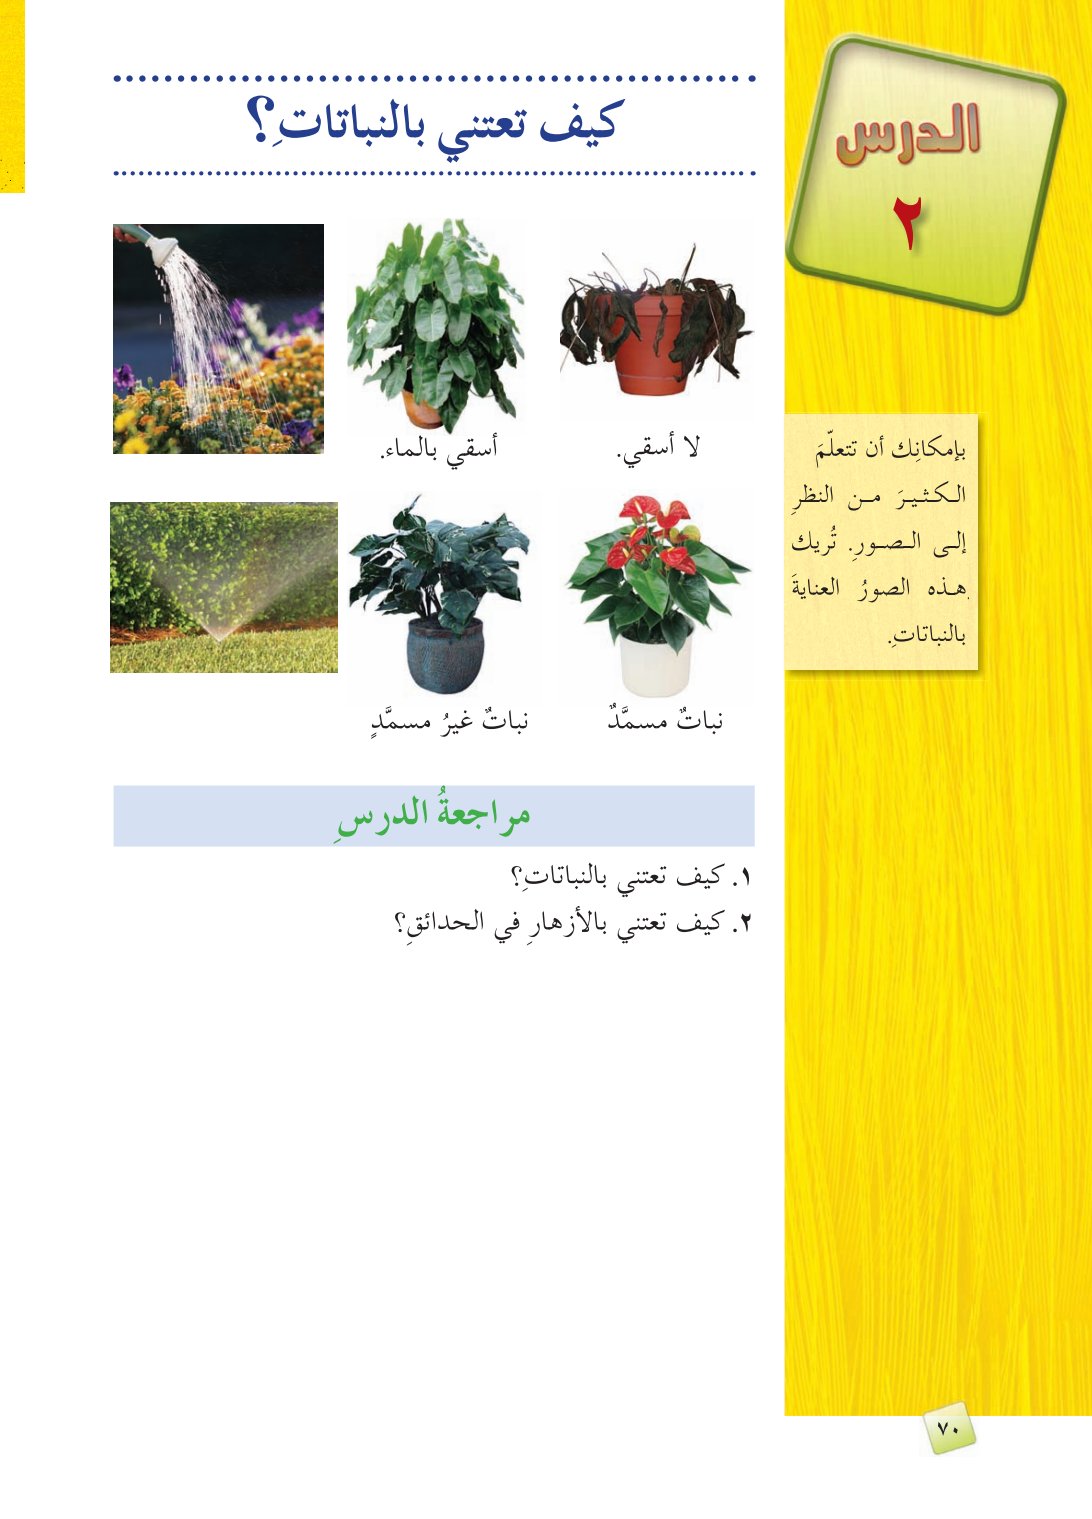 الدرس
٢
كيف تعتني بالنباتاتِ؟
بإمكانِك أن تتعلّمَ
الكثيرَ من النظرِ
إلى الصورِ. تُريك
هذه الصورُ العنايةَ
بالنباتاتِ.
لا أسقي.
أسقي بالماء.
نباتٌ مسمَّدٌ
نباتٌ غيرُ مسمَّدٍ
مراجعةُ الدرسِ
١. كيف تعتني بالنباتاتِ؟
٢. كيف تعتني بالأزهارِ في الحدائقِ؟
٧٠